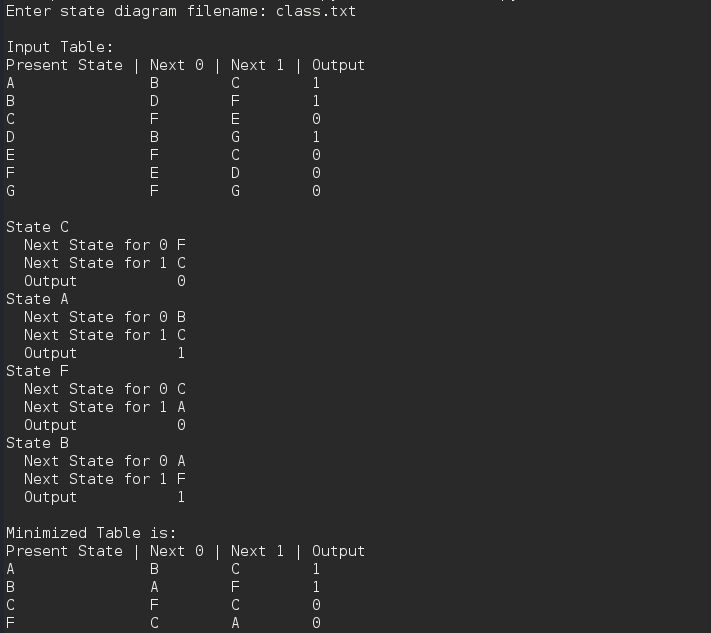 Enter state diagram filename: class.txt
Input Table:
Present State | Next 0 | Next 1 | Output
A B C 1
B D F 1
C F E 0
D B G 1
E F C 0
F E D 0
G F G 0
State C
Next State for 0 F
Next State for 1 C
Output 0
State A
Next State for 0 B
Next State for 1 C
Output 1
State F
Next State for 0 C
Next State for 1 A
Output 0
State B
Next State for 0 A
Next State for 1 F
Output 1
Minimized Table is:
Present State | Next 0 | Next 1 | Output
A B C 1
B A F 1
C F C 0
F C A 0